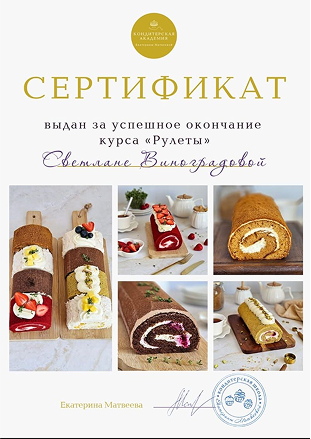 КОНДИТЕРСКАЯ
АКАДЕМИЯ
СЕРТИФИКАТ
выдан за успешное окончание
курса «Рулеты»
Светлане Виноградовой
Екатерина Матвеева